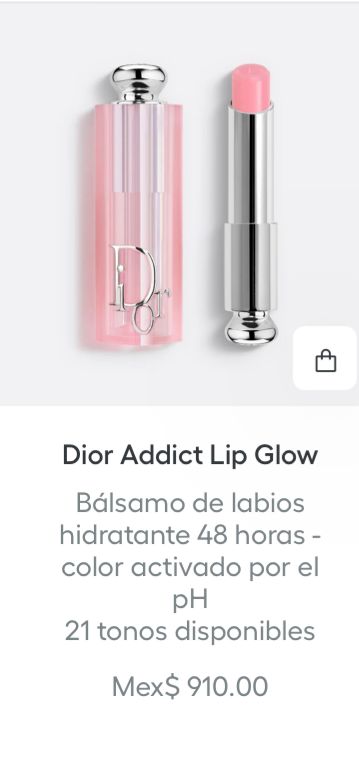 Dior
Dior Addict Lip Glow
Bálsamo de labios
hidratante 48 horas -
color activado por el
pH
21 tonos disponibles
Mex$ 910.00